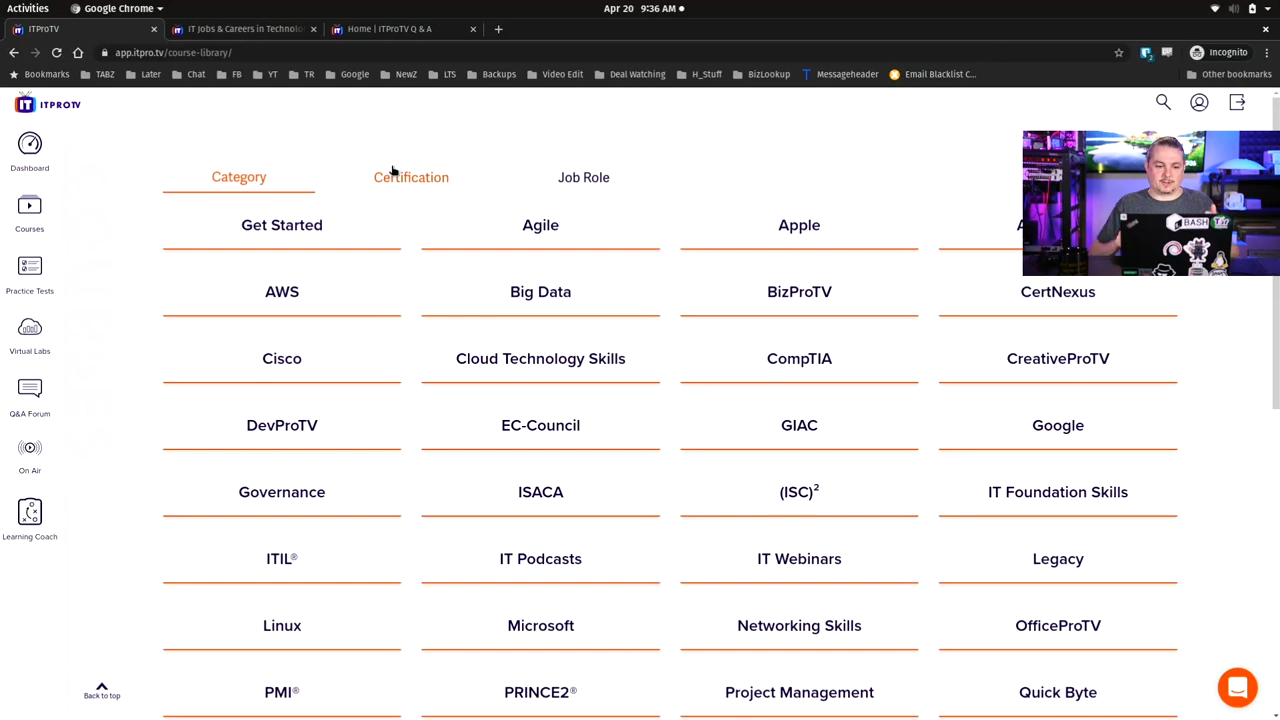 Activities Google Chrome Apr 20 9:36 AM
ITProTV IT Jobs & Careers in Technolo Home | ITProTV Q & A
app.itpro.tv/course-library/ Incognito
Bookmarks TABZ Later Chat FB YT TR Google NewZ LTS Backups Video Edit Deal Watching H_Stuff BizLookup Messageheader Email Blacklist C... Other bookmarks
IT ITPROTV
Dashboard
Courses
Practice Tests
Virtual Labs
Q&A Forum
On Air
Learning Coach
Back to top
Category Certification Job Role
Get Started Agile Apple
AWS Big Data BizProTV CertNexus
Cisco Cloud Technology Skills CompTIA CreativeProTV
DevProTV EC-Council GIAC Google
Governance ISACA (ISC)² IT Foundation Skills
ITIL® IT Podcasts IT Webinars Legacy
Linux Microsoft Networking Skills OfficeProTV
PMI® PRINCE2® Project Management Quick Byte
BASH